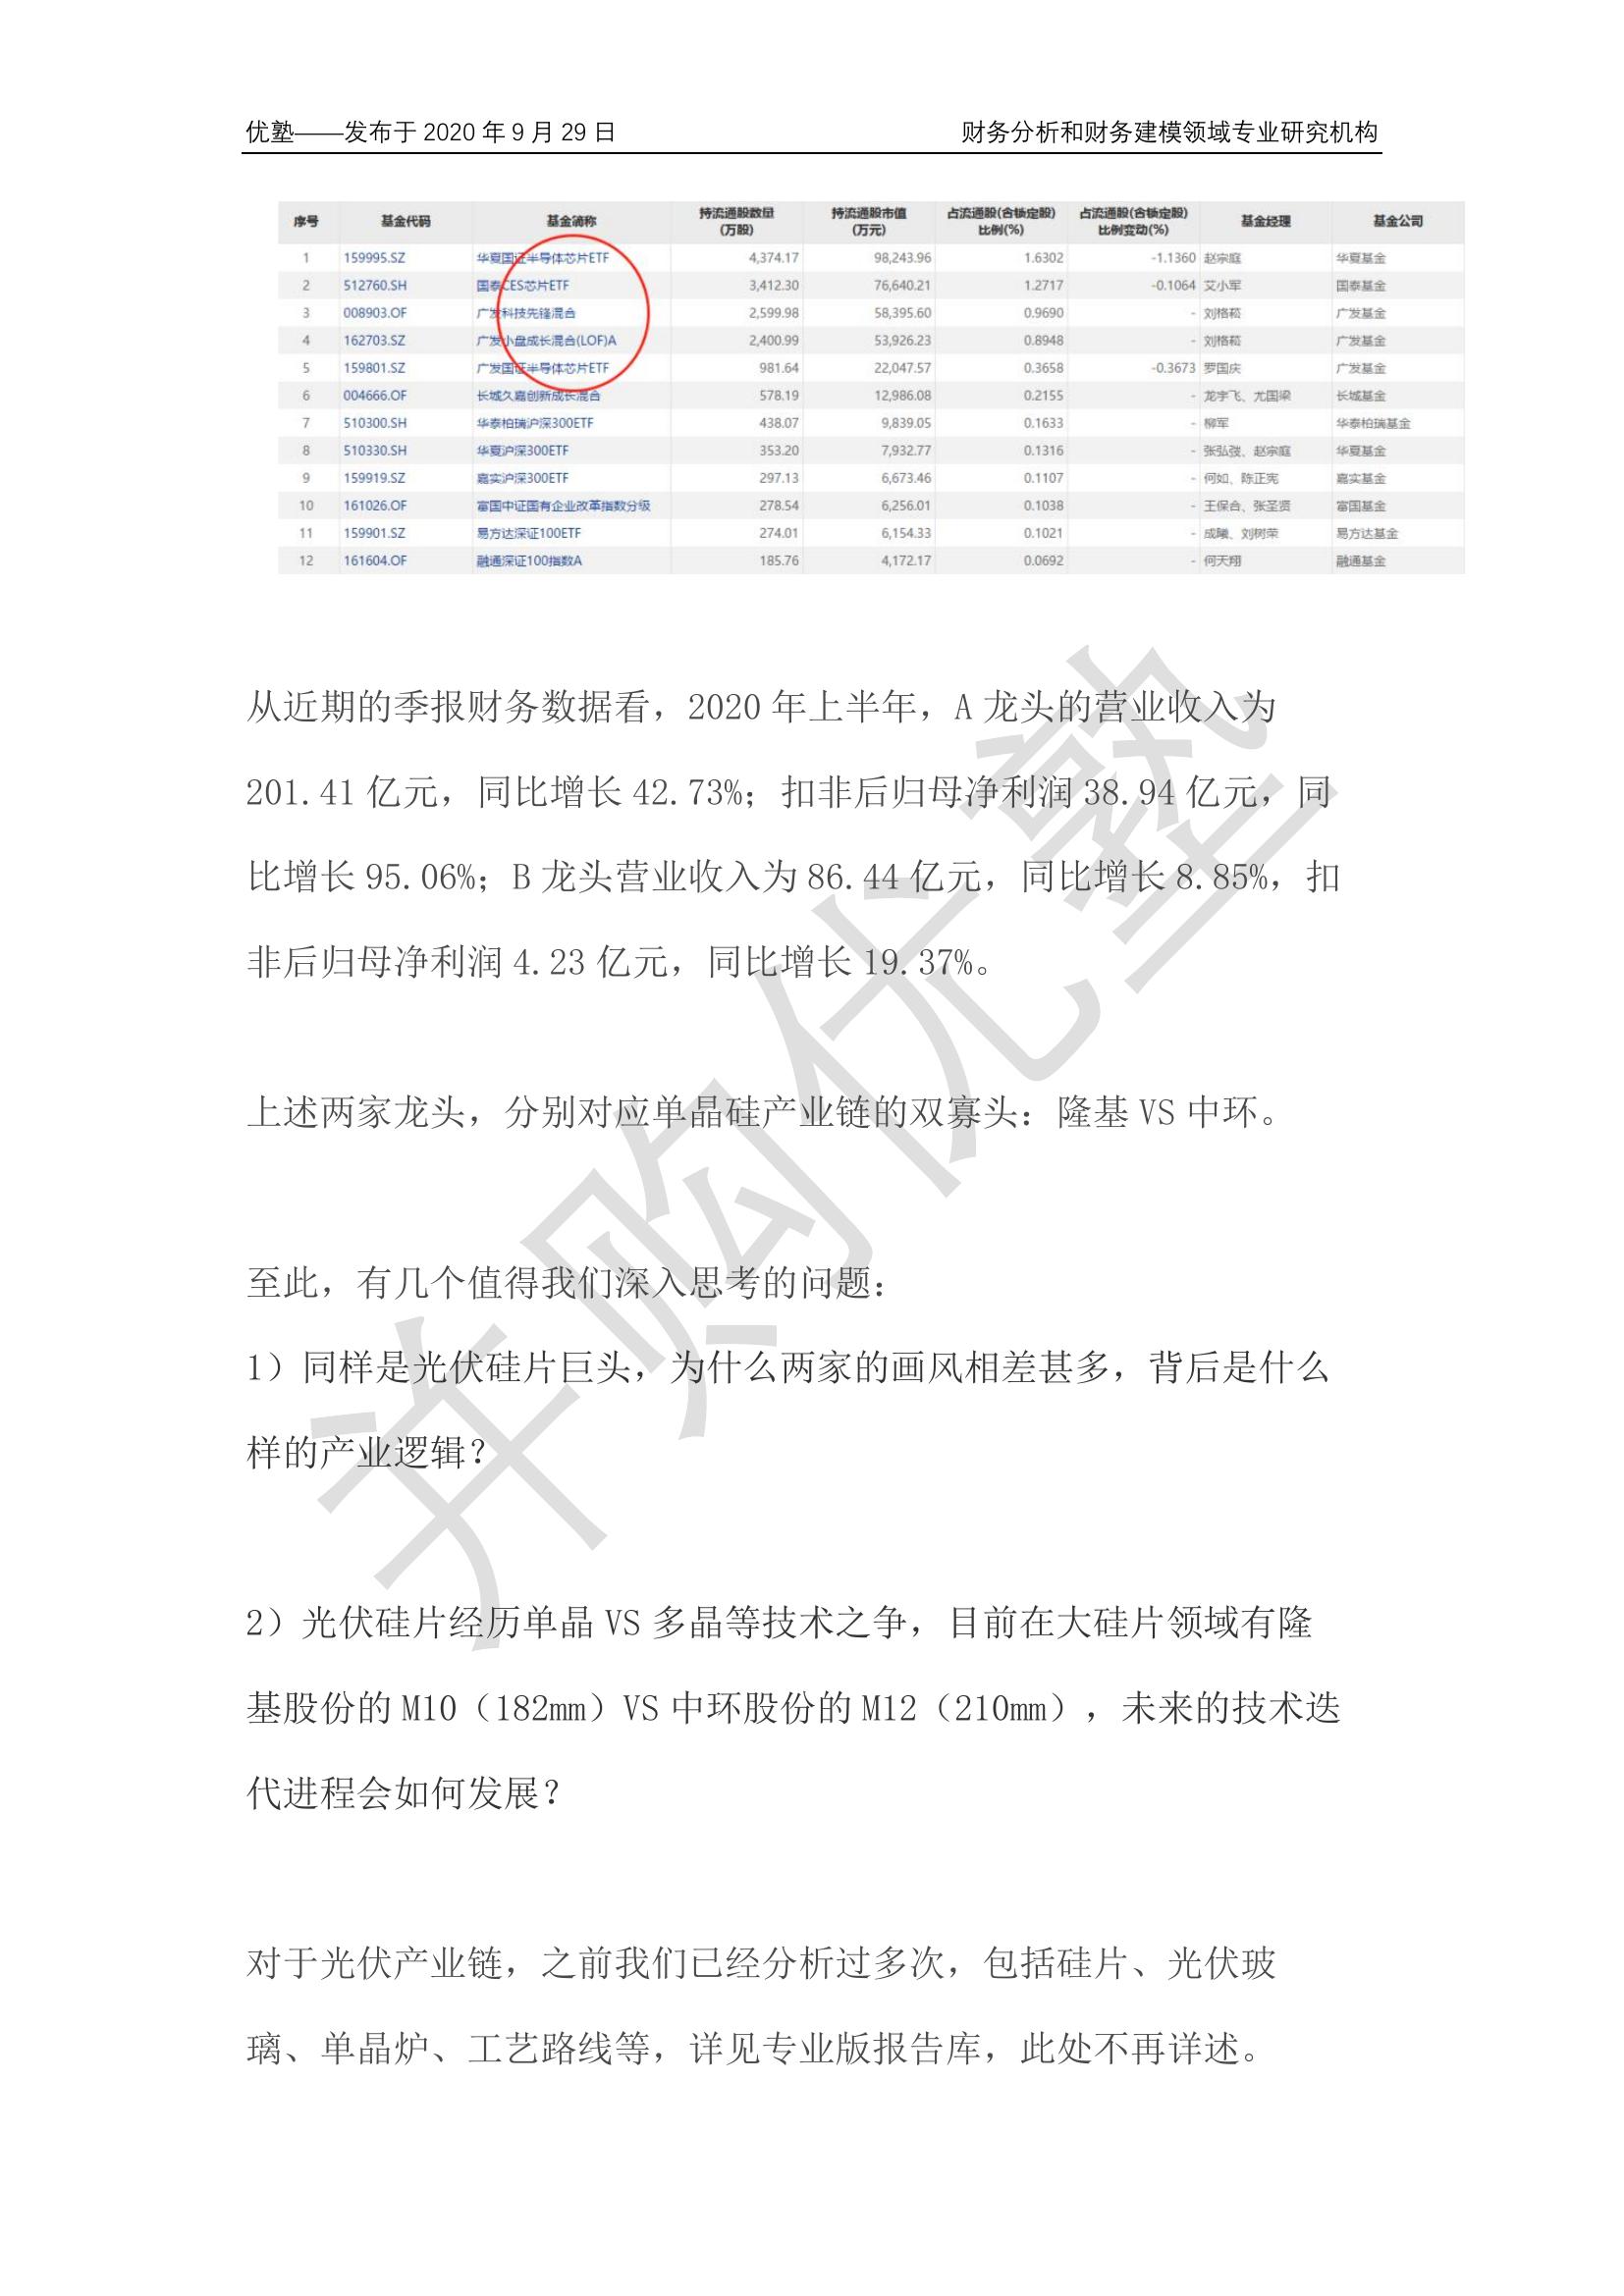 优塾——发布于 2020 年 9 月 29 日 财务分析和财务建模领域专业研究机构
序号 基金代码 基金简称 持流通股数量(万股) 持流通股市值(万元) 占流通股(含锁定股)比例(%) 占流通股(含锁定股)比例变动(%) 基金经理 基金公司
1 159995.SZ 华夏国证半导体芯片ETF 4,374.17 98,243.96 1.6302 -1.1360 赵宗庭 华夏基金
2 512760.SH 国泰CES芯片ETF 3,412.30 76,640.21 1.2717 -0.1064 艾小军 国泰基金
3 008903.OF 广发科技先锋混合 2,599.98 58,395.60 0.9690 - 刘格菘 广发基金
4 162703.SZ 广发小盘成长混合(LOF)A 2,400.99 53,926.23 0.8948 - 刘格菘 广发基金
5 159801.SZ 广发国证半导体芯片ETF 981.64 22,047.57 0.3658 -0.3673 罗国庆 广发基金
6 004666.OF 长城久嘉创新成长混合 578.19 12,986.08 0.2155 - 龙宇飞、尤国梁 长城基金
7 510300.SH 华泰柏瑞沪深300ETF 438.07 9,839.05 0.1633 - 柳军 华泰柏瑞基金
8 510330.SH 华夏沪深300ETF 353.20 7,932.77 0.1316 - 张弘弢、赵宗庭 华夏基金
9 159919.SZ 嘉实沪深300ETF 297.13 6,673.46 0.1107 - 何如、陈正宪 嘉实基金
10 161026.OF 富国中证国有企业改革指数分级 278.54 6,256.01 0.1038 - 王保合、张圣贤 富国基金
11 159901.SZ 易方达深证100ETF 274.01 6,154.33 0.1021 - 成曦、刘树荣 易方达基金
12 161604.OF 融通深证100指数A 185.76 4,172.17 0.0692 - 何天翔 融通基金
从近期的季报财务数据看，2020 年上半年，A 龙头的营业收入为
201.41 亿元，同比增长 42.73%；扣非后归母净利润 38.94 亿元，同
比增长 95.06%；B 龙头营业收入为 86.44 亿元，同比增长 8.85%，扣
非后归母净利润 4.23 亿元，同比增长 19.37%。
上述两家龙头，分别对应单晶硅产业链的双寡头：隆基 VS 中环。
至此，有几个值得我们深入思考的问题：
1）同样是光伏硅片巨头，为什么两家的画风相差甚多，背后是什么
样的产业逻辑？
2）光伏硅片经历单晶 VS 多晶等技术之争，目前在大硅片领域有隆
基股份的 M10（182mm）VS 中环股份的 M12（210mm），未来的技术迭
代进程会如何发展？
对于光伏产业链，之前我们已经分析过多次，包括硅片、光伏玻
璃、单晶炉、工艺路线等，详见专业版报告库，此处不再详述。
并购优塾